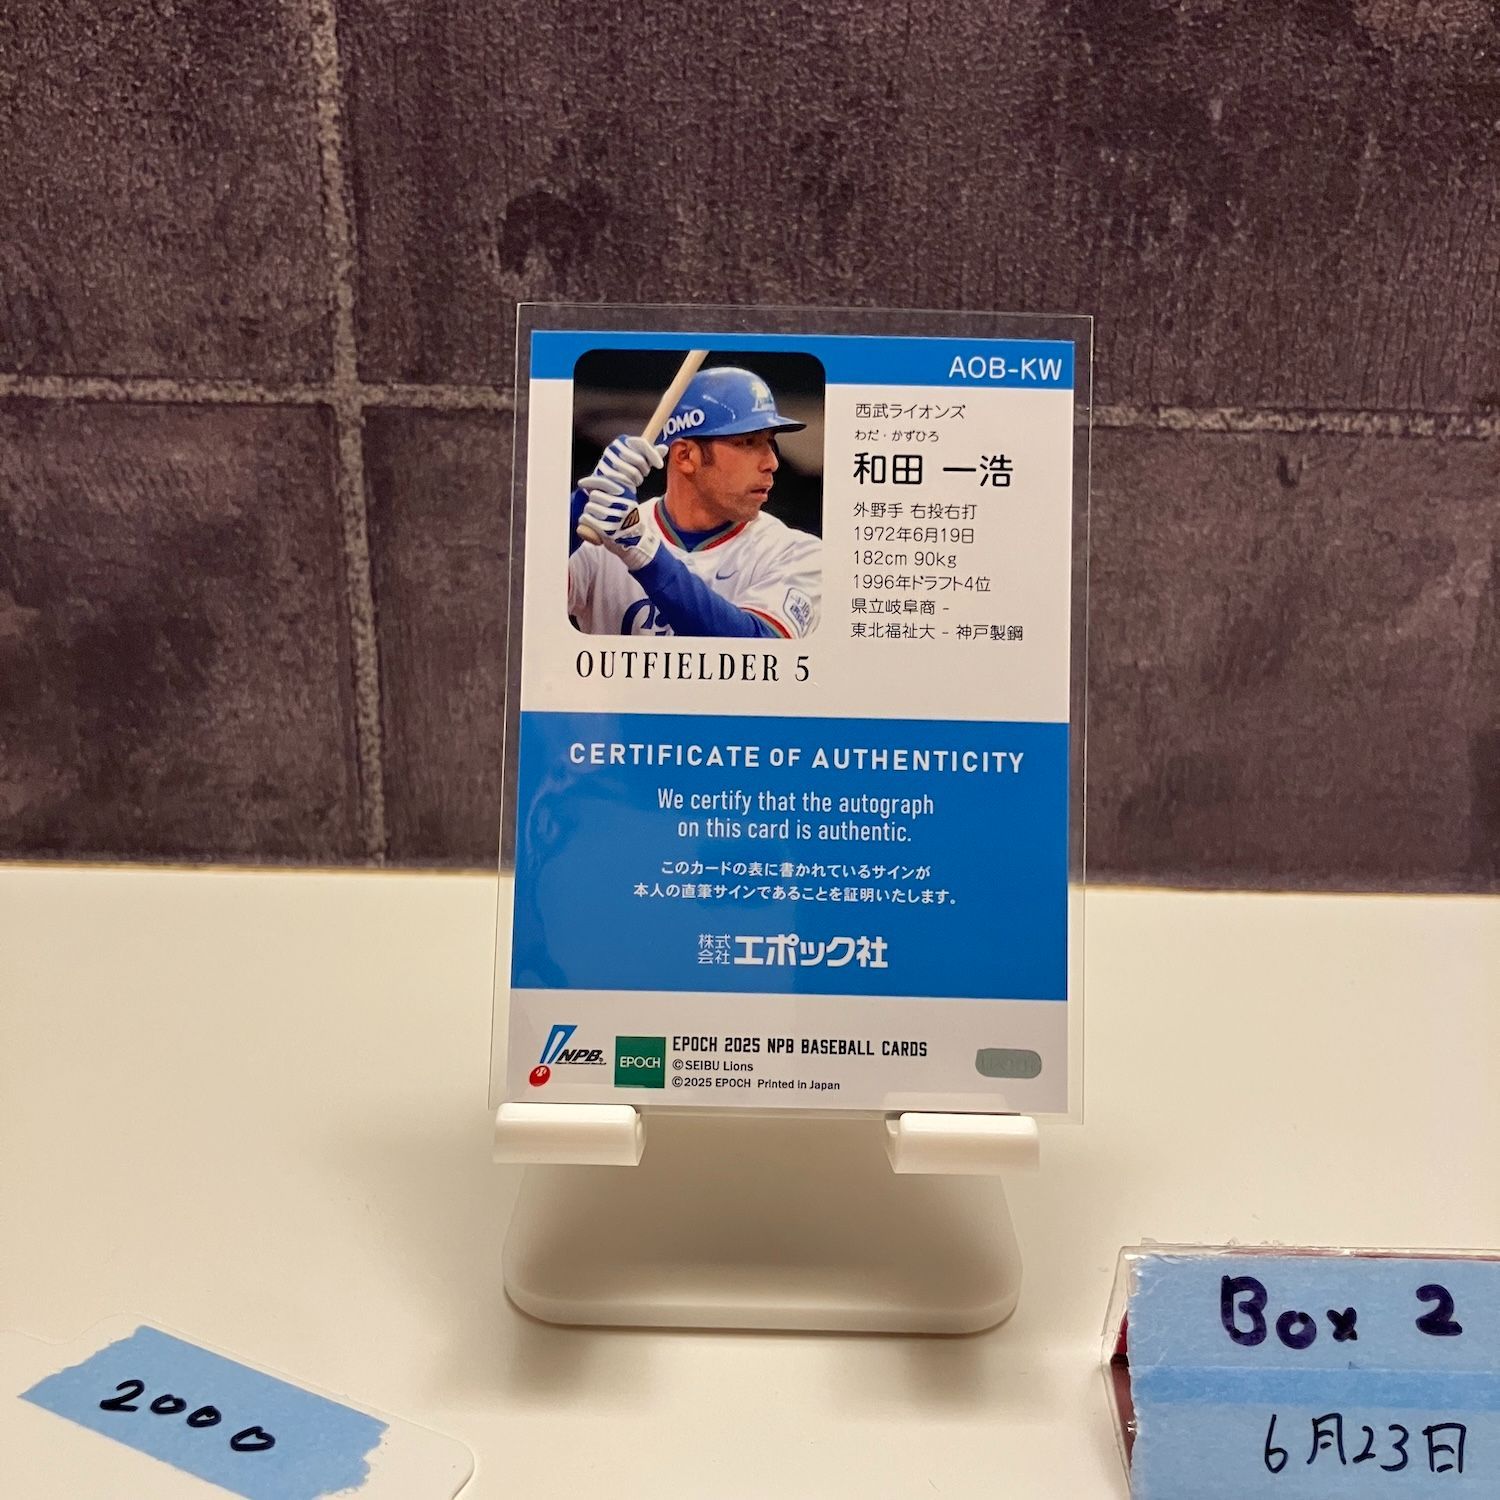 AOB-KW
JOMO
西武ライオンズ
わだ・かずひろ
和田 一浩
外野手 右投右打
1972年6月19日
182cm 90kg
1996年ドラフト4位
県立岐阜商 -
東北福祉大 - 神戸製鋼
OUTFIELDER 5
CERTIFICATE OF AUTHENTICITY
We certify that the autograph
on this card is authentic.
このカードの表に書かれているサインが
本人の直筆サインであることを証明いたします。
株式会社エポック社
NPB
EPOCH
EPOCH 2025 NPB BASEBALL CARDS
©SEIBU Lions
©2025 EPOCH Printed in Japan
Box 2
6月23日
2000